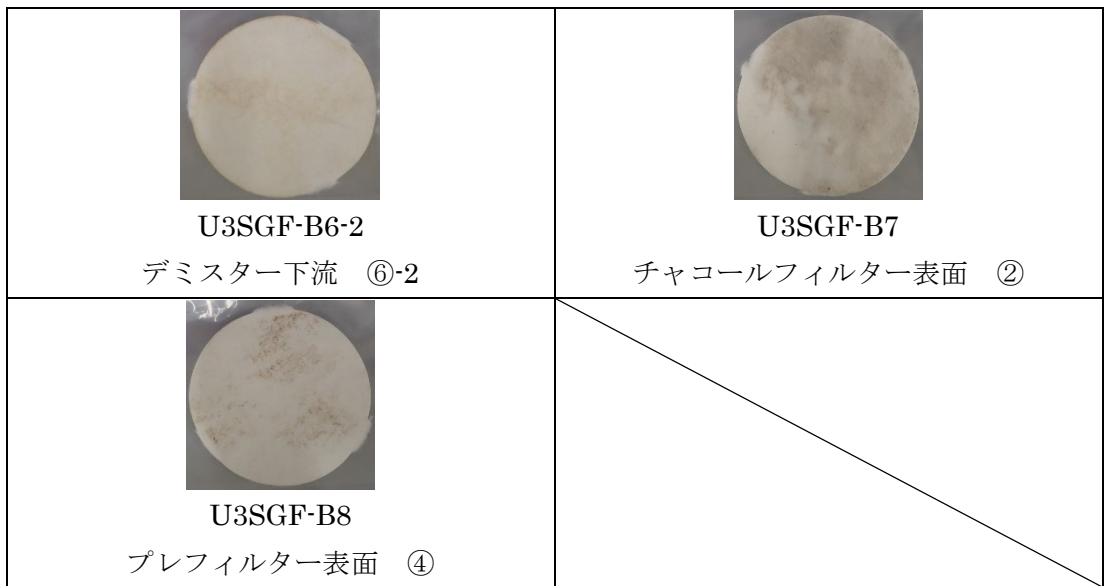 U3SGF-B6-2
デミスター下流 ⑥-2
U3SGF-B7
チャコールフィルター表面 ②
U3SGF-B8
プレフィルター表面 ④